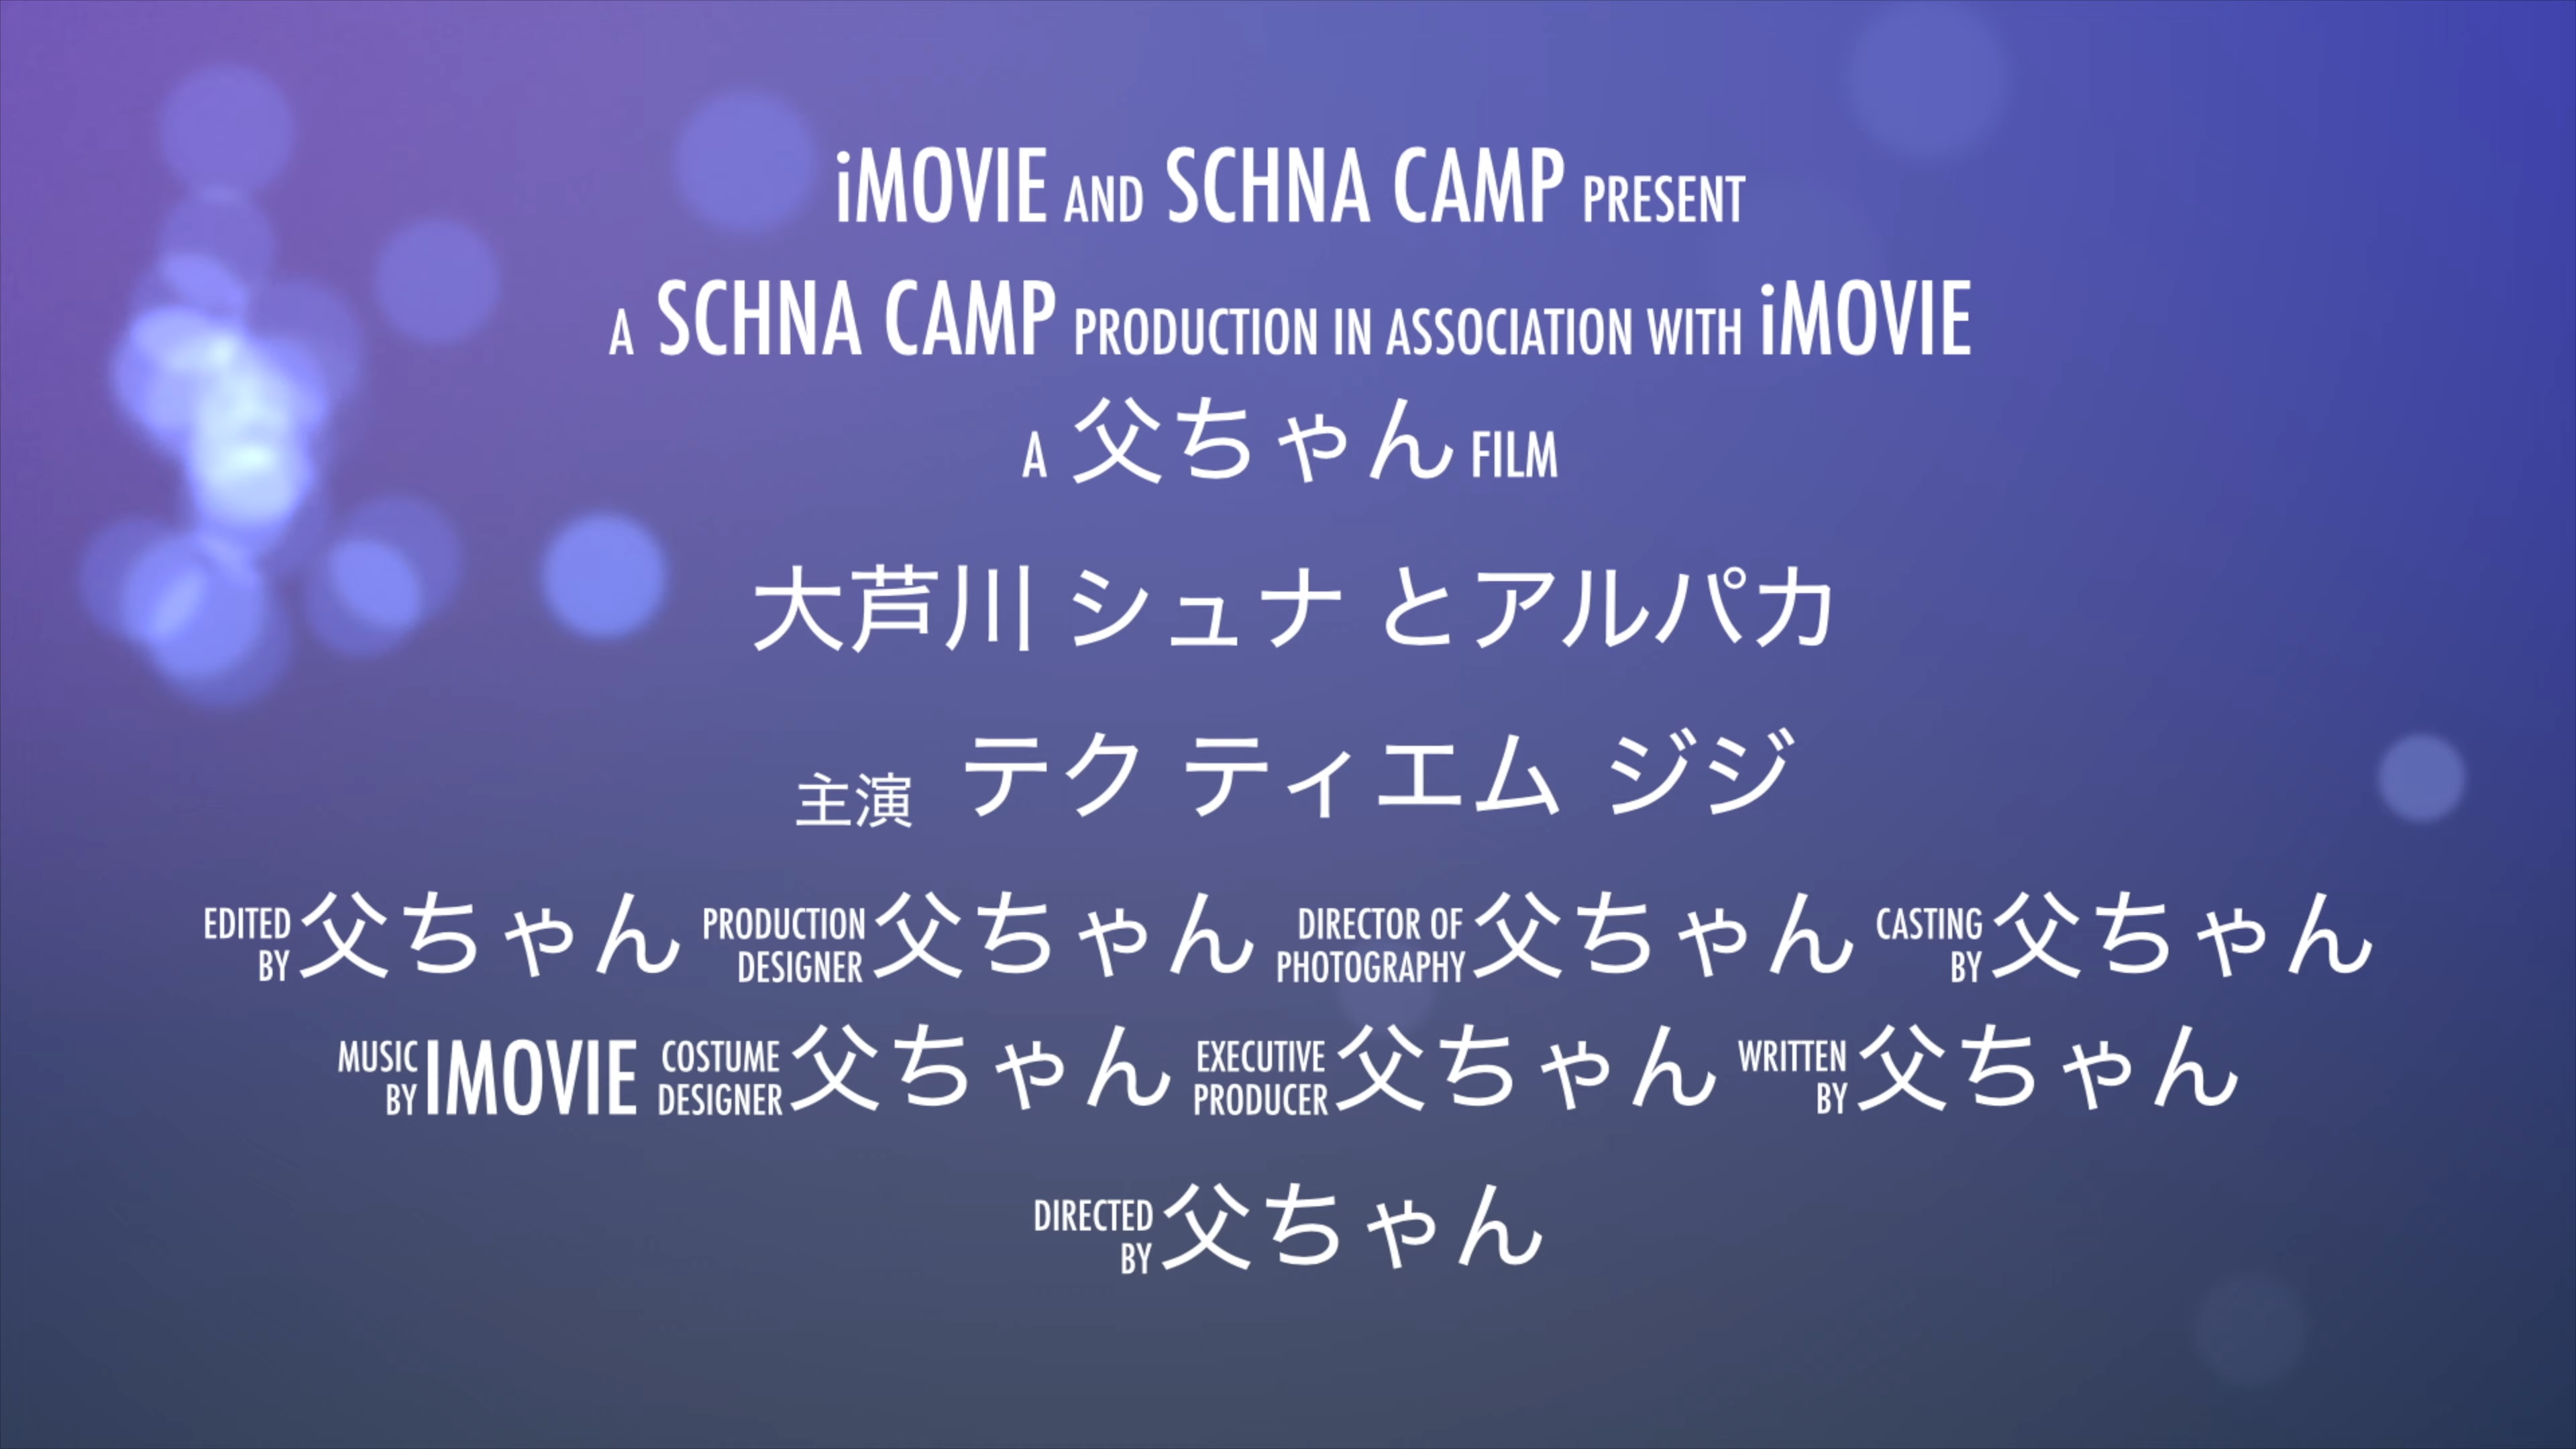 iMOVIE AND SCHNA CAMP PRESENT
A SCHNA CAMP PRODUCTION IN ASSOCIATION WITH iMOVIE
A 父ちゃん FILM
大芦川 シュナ とアルパカ
主演 テク ティエム ジジ
EDITED BY 父ちゃん PRODUCTION DESIGNER 父ちゃん DIRECTOR OF PHOTOGRAPHY 父ちゃん CASTING BY 父ちゃん
MUSIC BY IMOVIE COSTUME DESIGNER 父ちゃん EXECUTIVE PRODUCER 父ちゃん WRITTEN BY 父ちゃん
DIRECTED BY 父ちゃん